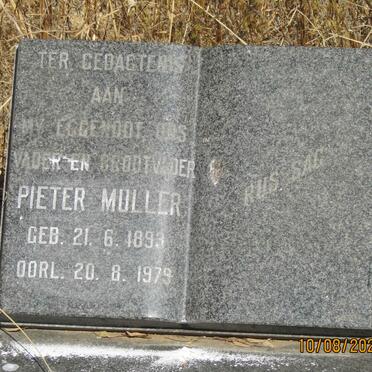 TER GEDAGTENIS
AAN
MY EGGENOOT, ONS
VADER EN GROOTVADER
PIETER MULLER
GEB. 21. 6. 1893
OORL. 20. 8. 1979
RUS SAG
10/08/202